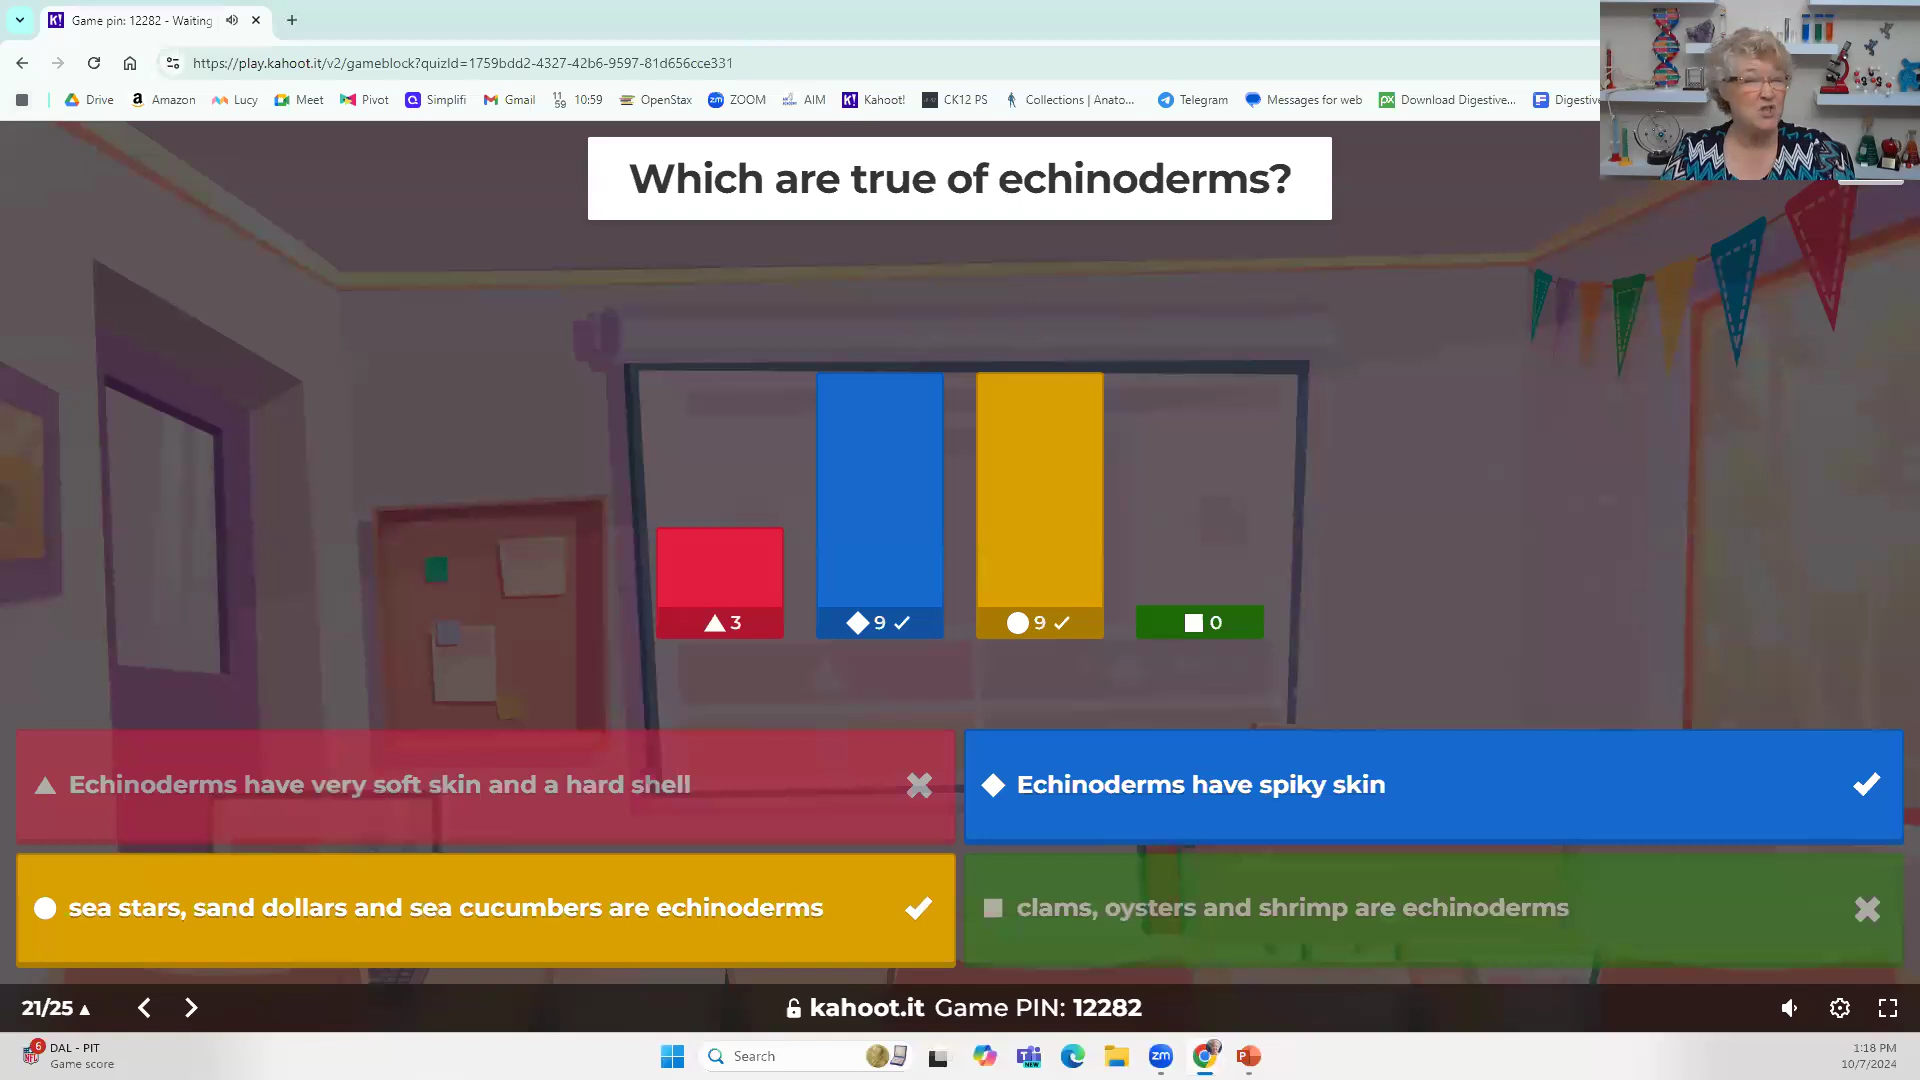 Game pin: 12282 - Waiting
https://play.kahoot.it/v2/gameblock?quizId=1759bdd2-4327-42b6-9597-81d656cce331
Drive Amazon Lucy Meet Pivot Simplifi Gmail 11 59 10:59 OpenStax ZOOM AIM Kahoot! CK12 PS Collections | Anato... Telegram Messages for web Download Digestive... Digestive
Which are true of echinoderms?
3 9 9 0
Echinoderms have very soft skin and a hard shell
Echinoderms have spiky skin
sea stars, sand dollars and sea cucumbers are echinoderms
clams, oysters and shrimp are echinoderms
21/25 kahoot.it Game PIN: 12282
6 DAL - PIT
Game score
Search
1:18 PM
10/7/2024